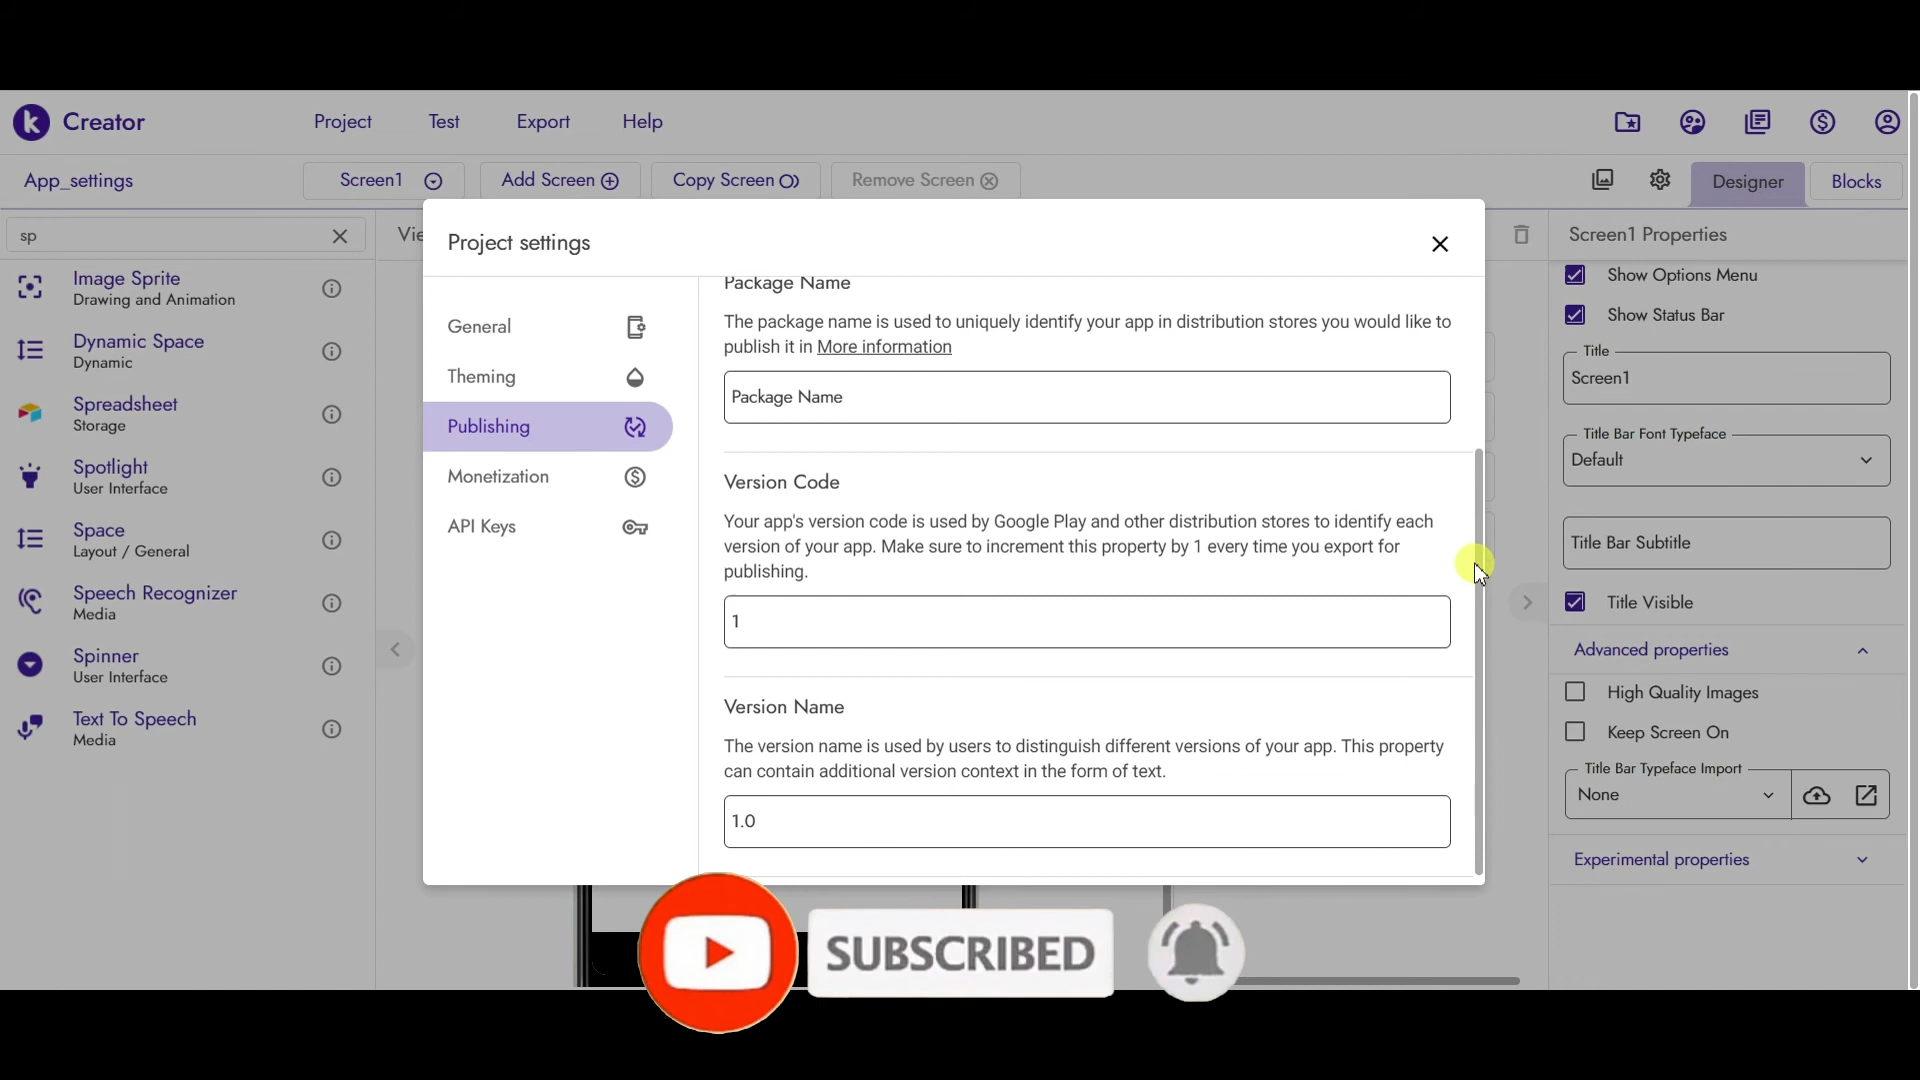 Creator
Project
Test
Export
Help
App_settings
Screen1
Add Screen
Copy Screen
Remove Screen
Designer
Blocks
sp
Image Sprite
Drawing and Animation
Dynamic Space
Dynamic
Spreadsheet
Storage
Spotlight
User Interface
Space
Layout / General
Speech Recognizer
Media
Spinner
User Interface
Text To Speech
Media
Project settings
General
Theming
Publishing
Monetization
API Keys
Package Name
The package name is used to uniquely identify your app in distribution stores you would like to
publish it in More information
Package Name
Version Code
Your app's version code is used by Google Play and other distribution stores to identify each
version of your app. Make sure to increment this property by 1 every time you export for
publishing.
1
Version Name
The version name is used by users to distinguish different versions of your app. This property
can contain additional version context in the form of text.
1.0
Screen1 Properties
Show Options Menu
Show Status Bar
Title
Screen1
Title Bar Font Typeface
Default
Title Bar Subtitle
Title Visible
Advanced properties
High Quality Images
Keep Screen On
Title Bar Typeface Import
None
Experimental properties
SUBSCRIBED